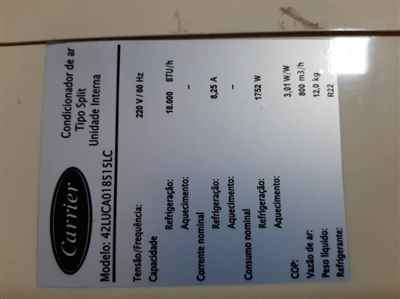 Carrier
Condicionador de ar
Tipo Split
Unidade Interna
Modelo: 42LUCA018515LC
Tensão/Frequência: 220 V / 60 Hz
Capacidade
Refrigeração: 18.000 BTU/h
Aquecimento: –
Corrente nominal
Refrigeração: 8,25 A
Aquecimento: –
Consumo nominal
Refrigeração: 1752 W
Aquecimento:
COP: 3,01 W/W
Vazão de ar: 800 m3/h
Peso líquido: 12,0 kg
Refrigerante: R22